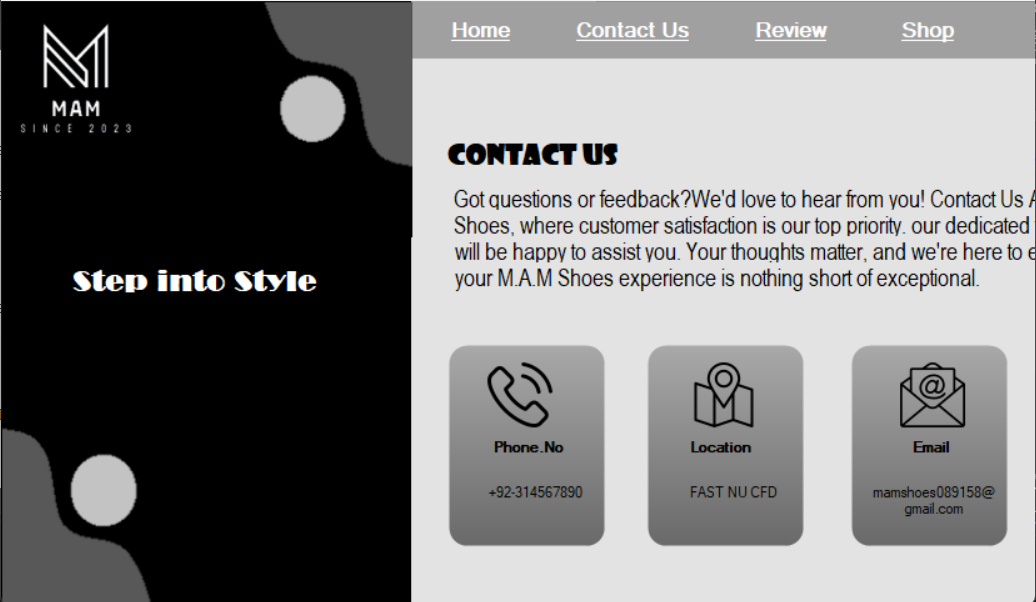 MAM
SINCE 2023
Step into Style
Home Contact Us Review Shop
CONTACT US
Got questions or feedback?We'd love to hear from you! Contact Us
Shoes, where customer satisfaction is our top priority. our dedicated
will be happy to assist you. Your thoughts matter, and we're here to
your M.A.M Shoes experience is nothing short of exceptional.
Phone.No
+92-314567890
Location
FAST NU CFD
Email
mamshoes089158@
gmail.com